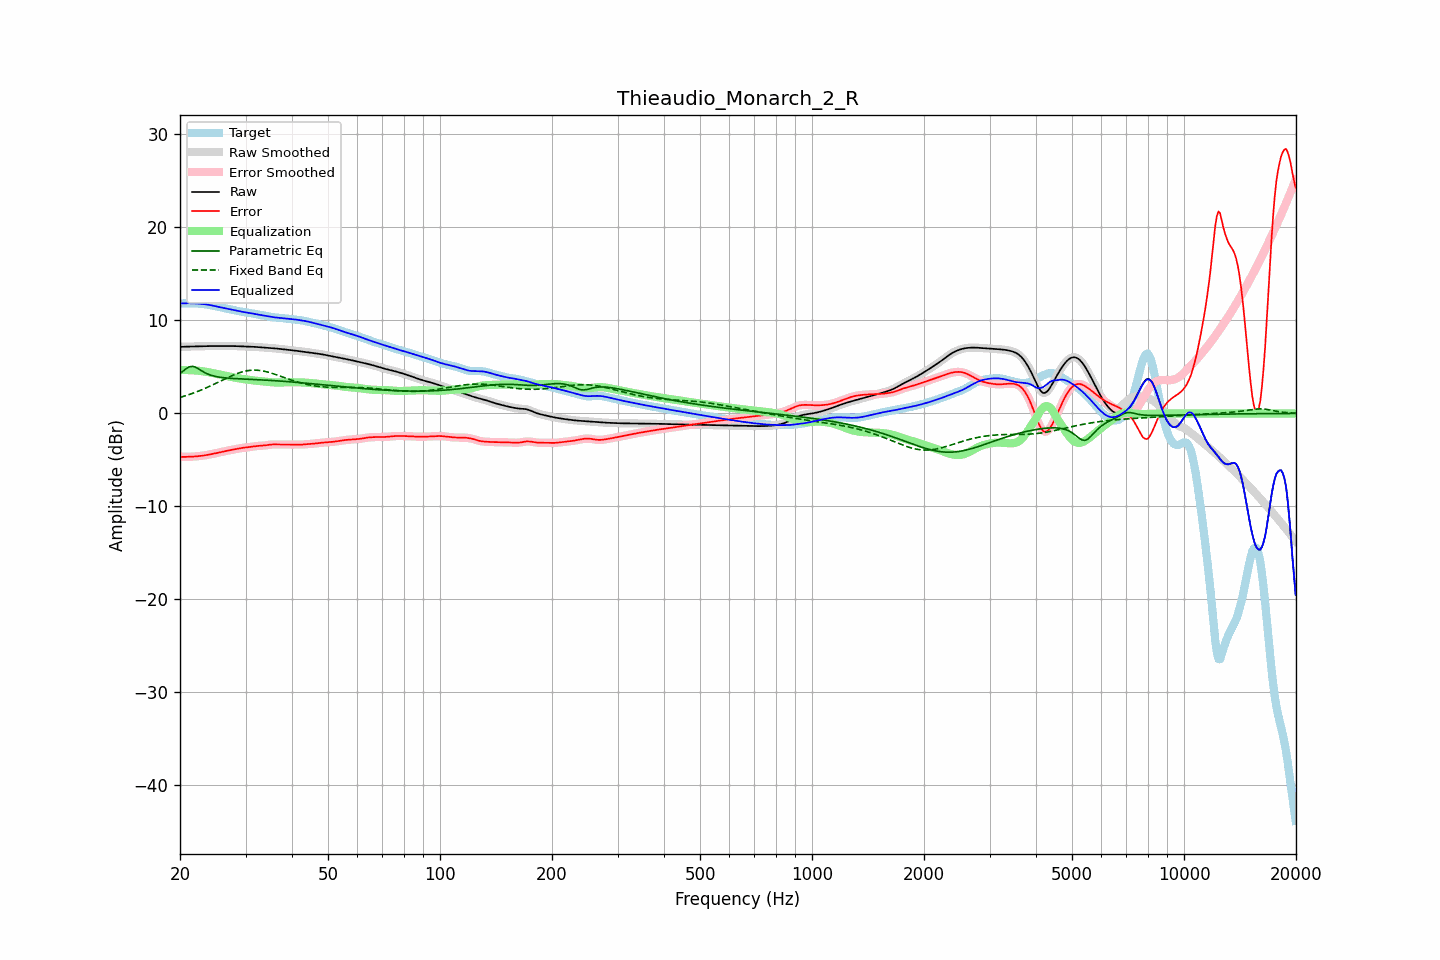 Thieaudio_Monarch_2_R
Target
Raw Smoothed
Error Smoothed
Raw
Error
Equalization
Parametric Eq
Fixed Band Eq
Equalized
30
20
10
0
−10
−20
−30
−40
Amplitude (dBr)
20 50 100 200 500 1000 2000 5000 10000 20000
Frequency (Hz)